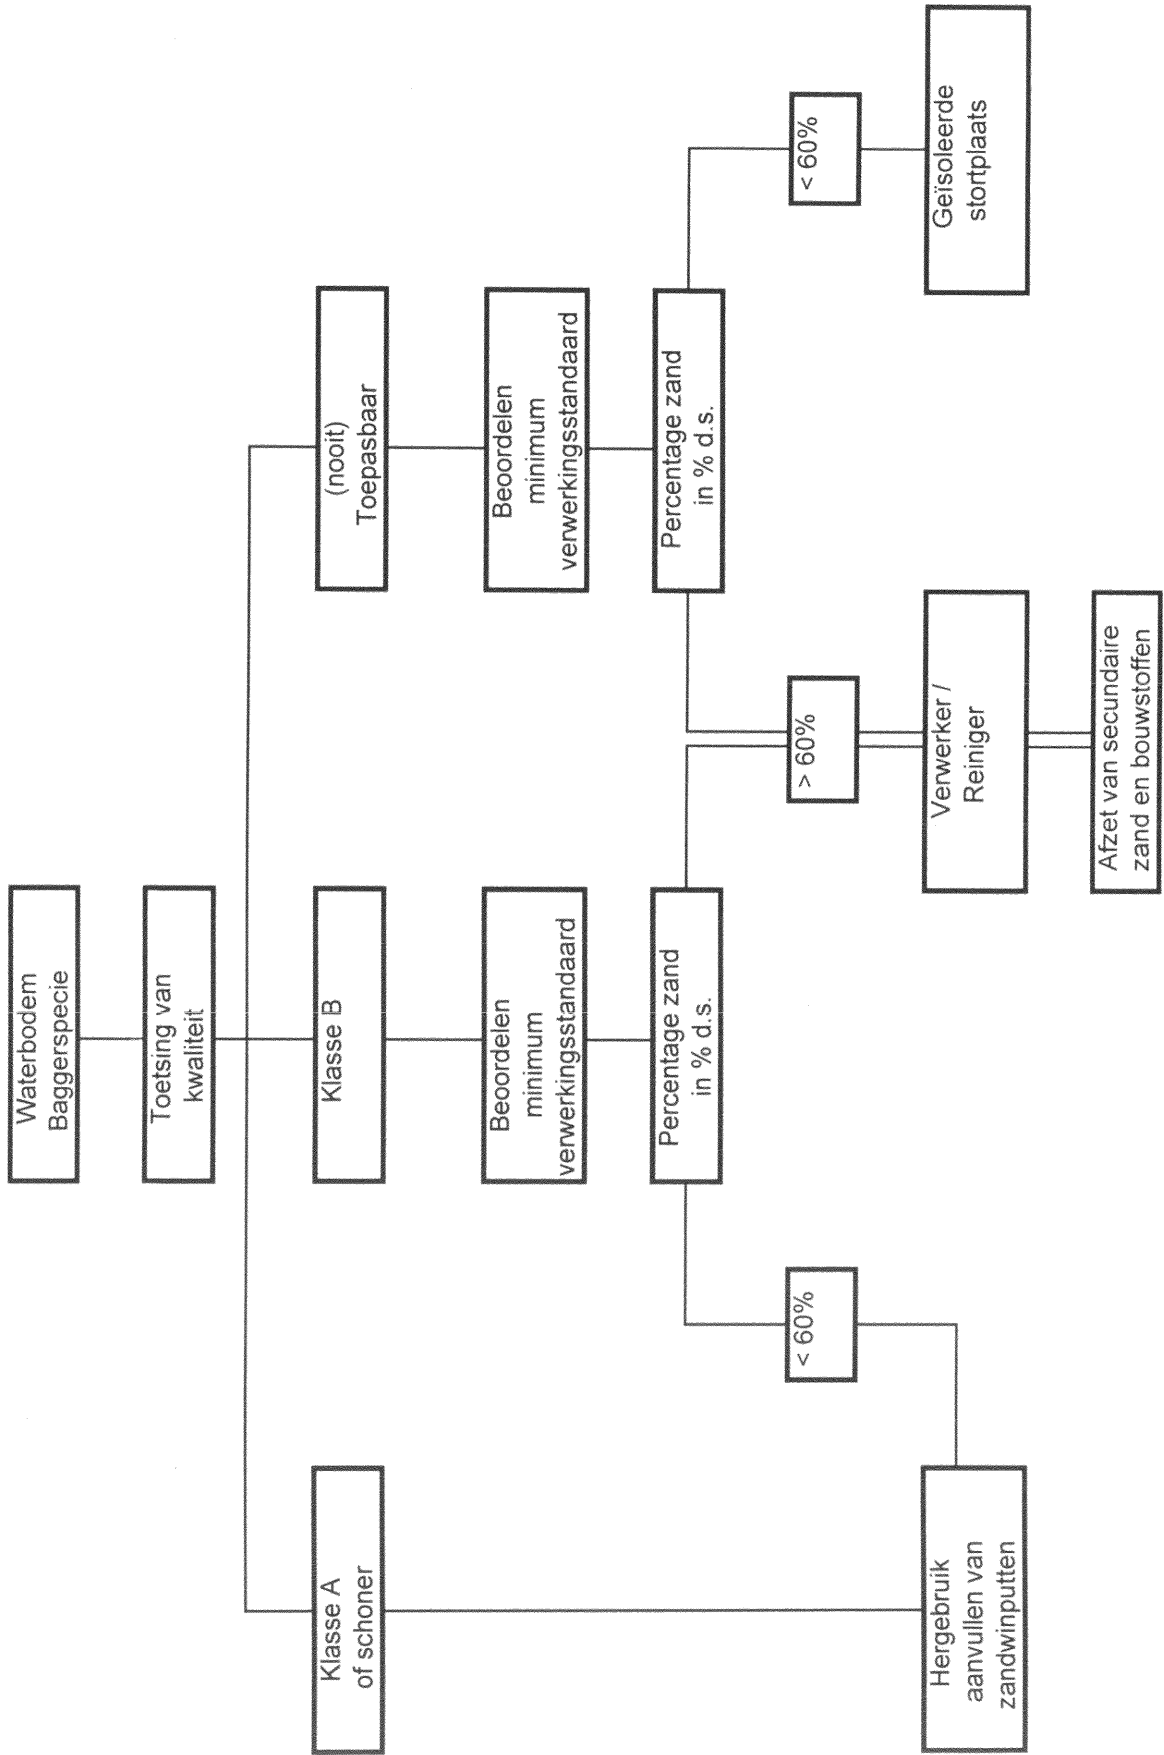 Waterbodem
Baggerspecie
Toetsing van
kwaliteit
Klasse A
of schoner
Klasse B
(nooit)
Toepasbaar
Beoordelen
minimum
verwerkingsstandaard
Beoordelen
minimum
verwerkingsstandaard
Percentage zand
in % d.s.
Percentage zand
in % d.s.
< 60%
> 60%
< 60%
Hergebruik
aanvullen van
zandwinputten
Verwerker /
Reiniger
Geïsoleerde
stortplaats
Afzet van secundaire
zand en bouwstoffen